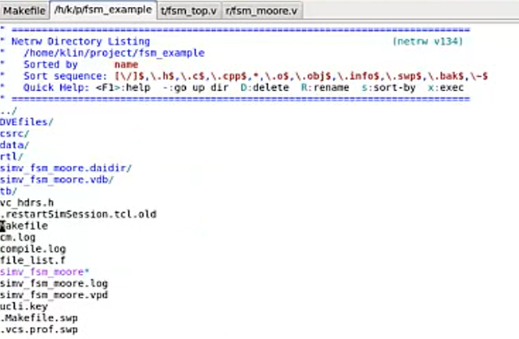 Makefile /h/k/p/fsm_example t/fsm_top.v r/fsm_moore.v
" ============================================================================
" Netrw Directory Listing (netrw v134)
"   /home/klin/project/fsm_example
"   Sorted by      name
"   Sort sequence: [\/]$,\.h$,\.c$,\.cpp$,*,\.o$,\.obj$,\.info$,\.swp$,\.bak$,\~$
"   Quick Help: <F1>:help  -:go up dir  D:delete  R:rename  s:sort-by  x:exec
" ============================================================================
../
DVEfiles/
csrc/
data/
rtl/
simv_fsm_moore.daidir/
simv_fsm_moore.vdb/
tb/
vc_hdrs.h
.restartSimSession.tcl.old
Makefile
cm.log
compile.log
file_list.f
simv_fsm_moore*
simv_fsm_moore.log
simv_fsm_moore.vpd
ucli.key
.Makefile.swp
.vcs.prof.swp